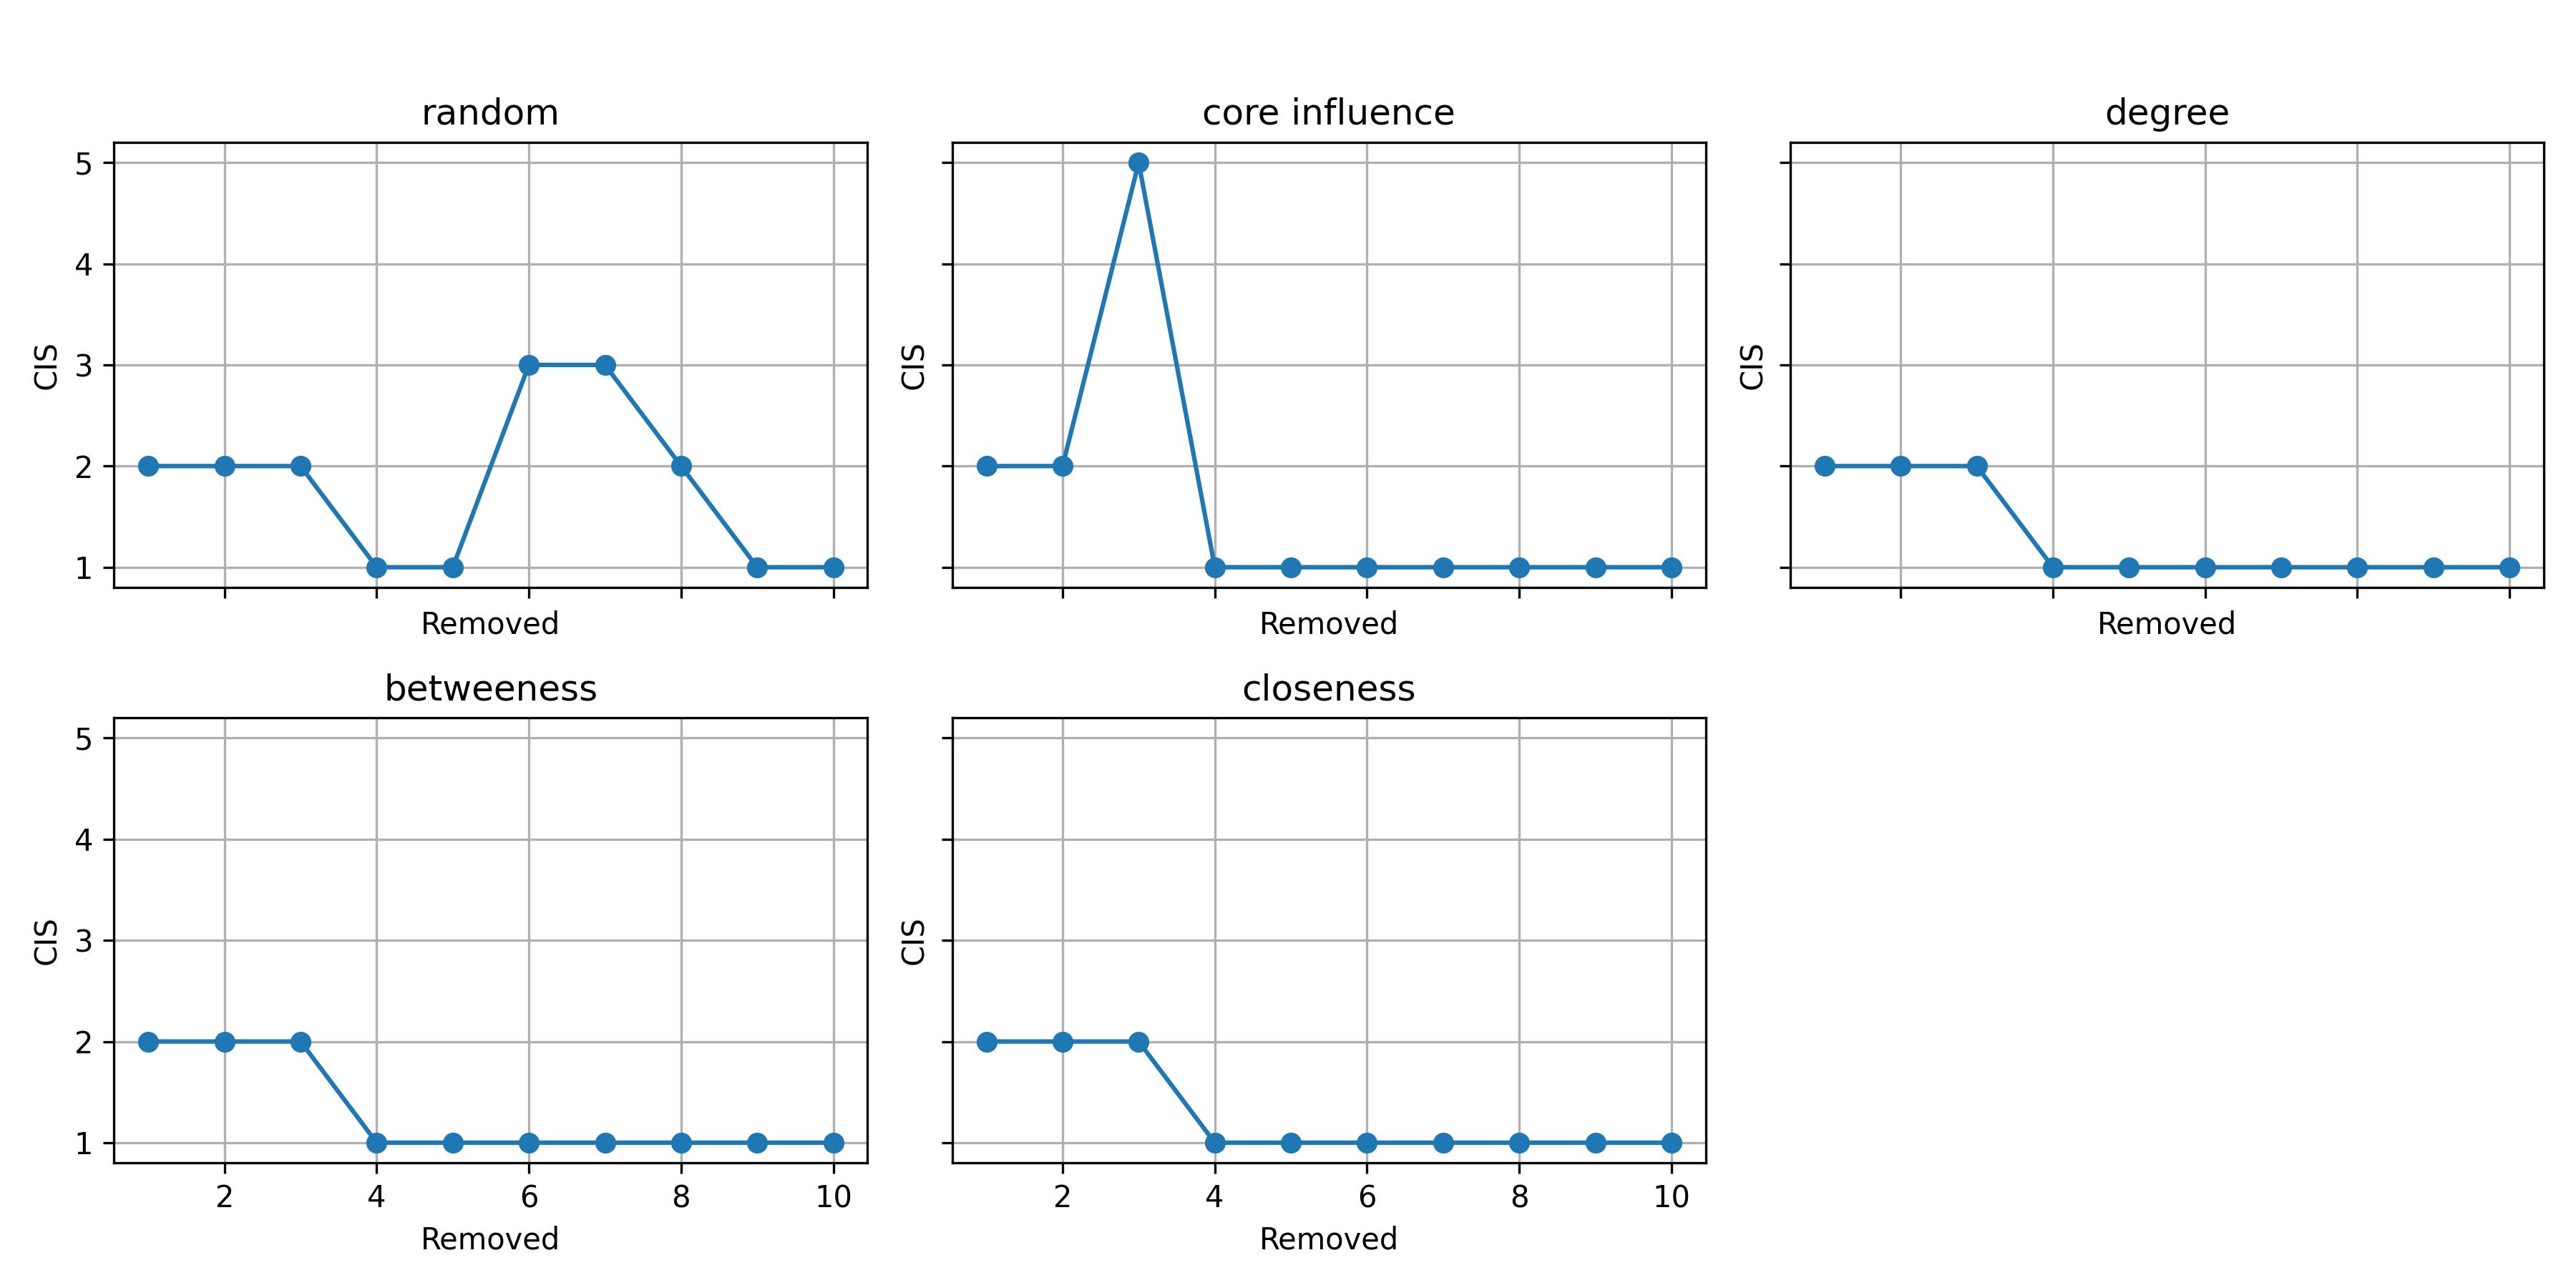 random
5
4
3
2
1
CIS
Removed
core influence
CIS
Removed
degree
CIS
Removed
betweeness
5
4
3
2
1
CIS
2 4 6 8 10
Removed
closeness
CIS
2 4 6 8 10
Removed